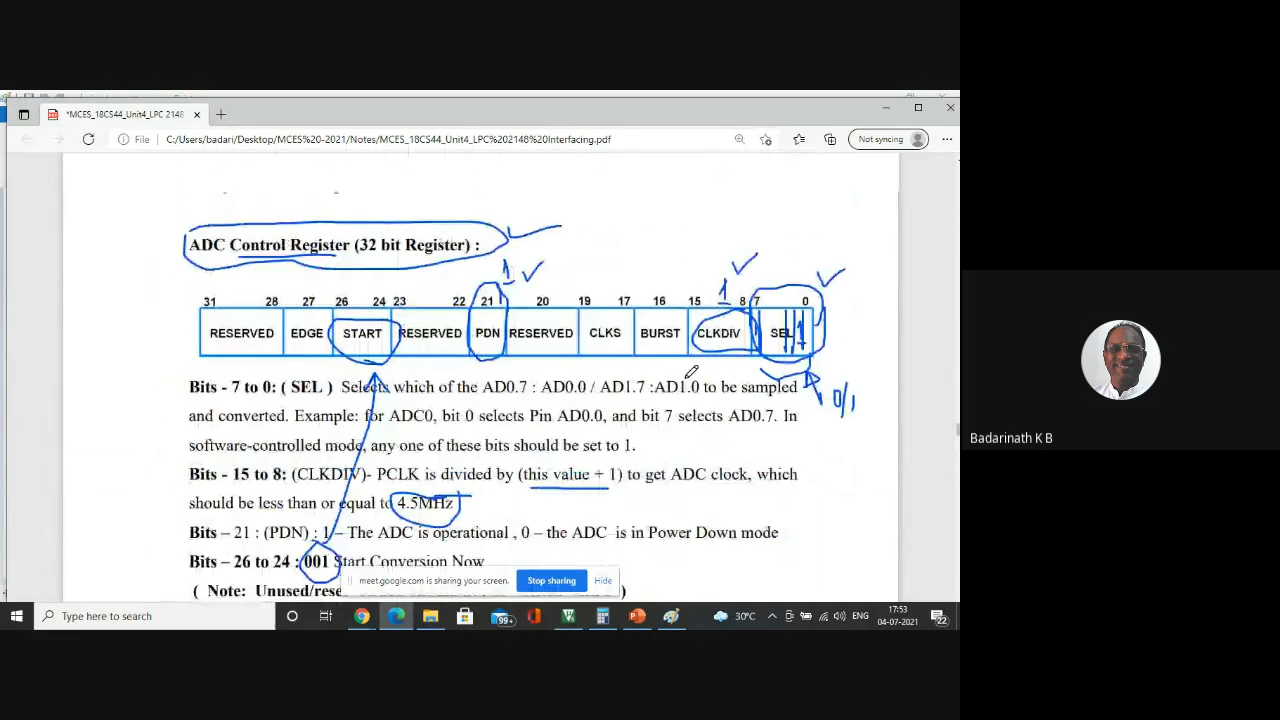 *MCES_18CS44_Unit4_LPC 2148
File C:/Users/badari/Desktop/MCES%20-2021/Notes/MCES_18CS44_Unit4_LPC%202148%20Interfacing.pdf
Not syncing
ADC Control Register (32 bit Register) :
1
1
31 28 27 26 24 23 22 21 20 19 17 16 15 8 7 0
RESERVED EDGE START RESERVED PDN RESERVED CLKS BURST CLKDIV SEL 1
Bits - 7 to 0: ( SEL ) Selects which of the AD0.7 : AD0.0 / AD1.7 :AD1.0 to be sampled
0/1
and converted. Example: for ADC0, bit 0 selects Pin AD0.0, and bit 7 selects AD0.7. In
software-controlled mode, any one of these bits should be set to 1.
Badarinath K B
Bits - 15 to 8: (CLKDIV)- PCLK is divided by (this value + 1) to get ADC clock, which
should be less than or equal to 4.5MHz
Bits – 21 : (PDN) : 1 – The ADC is operational , 0 – the ADC is in Power Down mode
Bits – 26 to 24 : 001 Start Conversion Now
meet.google.com is sharing your screen.
Stop sharing
Hide
( Note: Unused/rese )
Type here to search
99+
30°C
ENG
17:53
04-07-2021
22